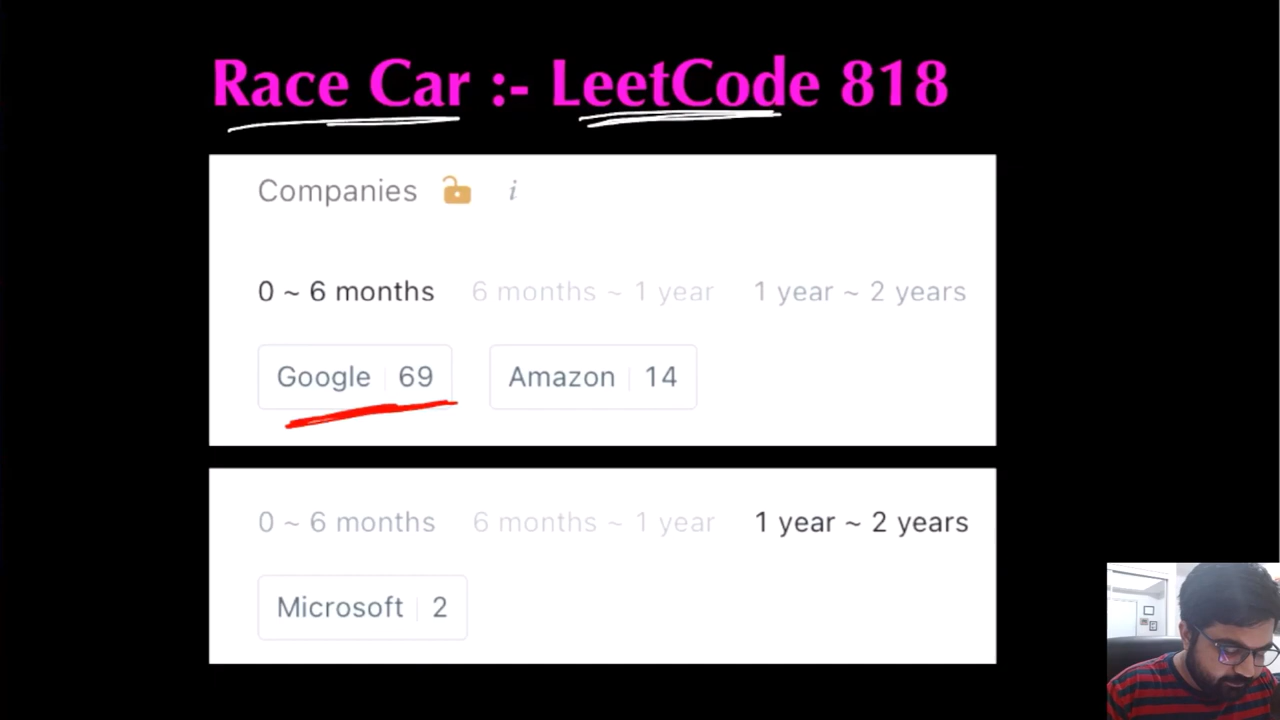 Race Car :- LeetCode 818
Companies i
0 ~ 6 months 6 months ~ 1 year 1 year ~ 2 years
Google 69 Amazon 14
0 ~ 6 months 6 months ~ 1 year 1 year ~ 2 years
Microsoft 2